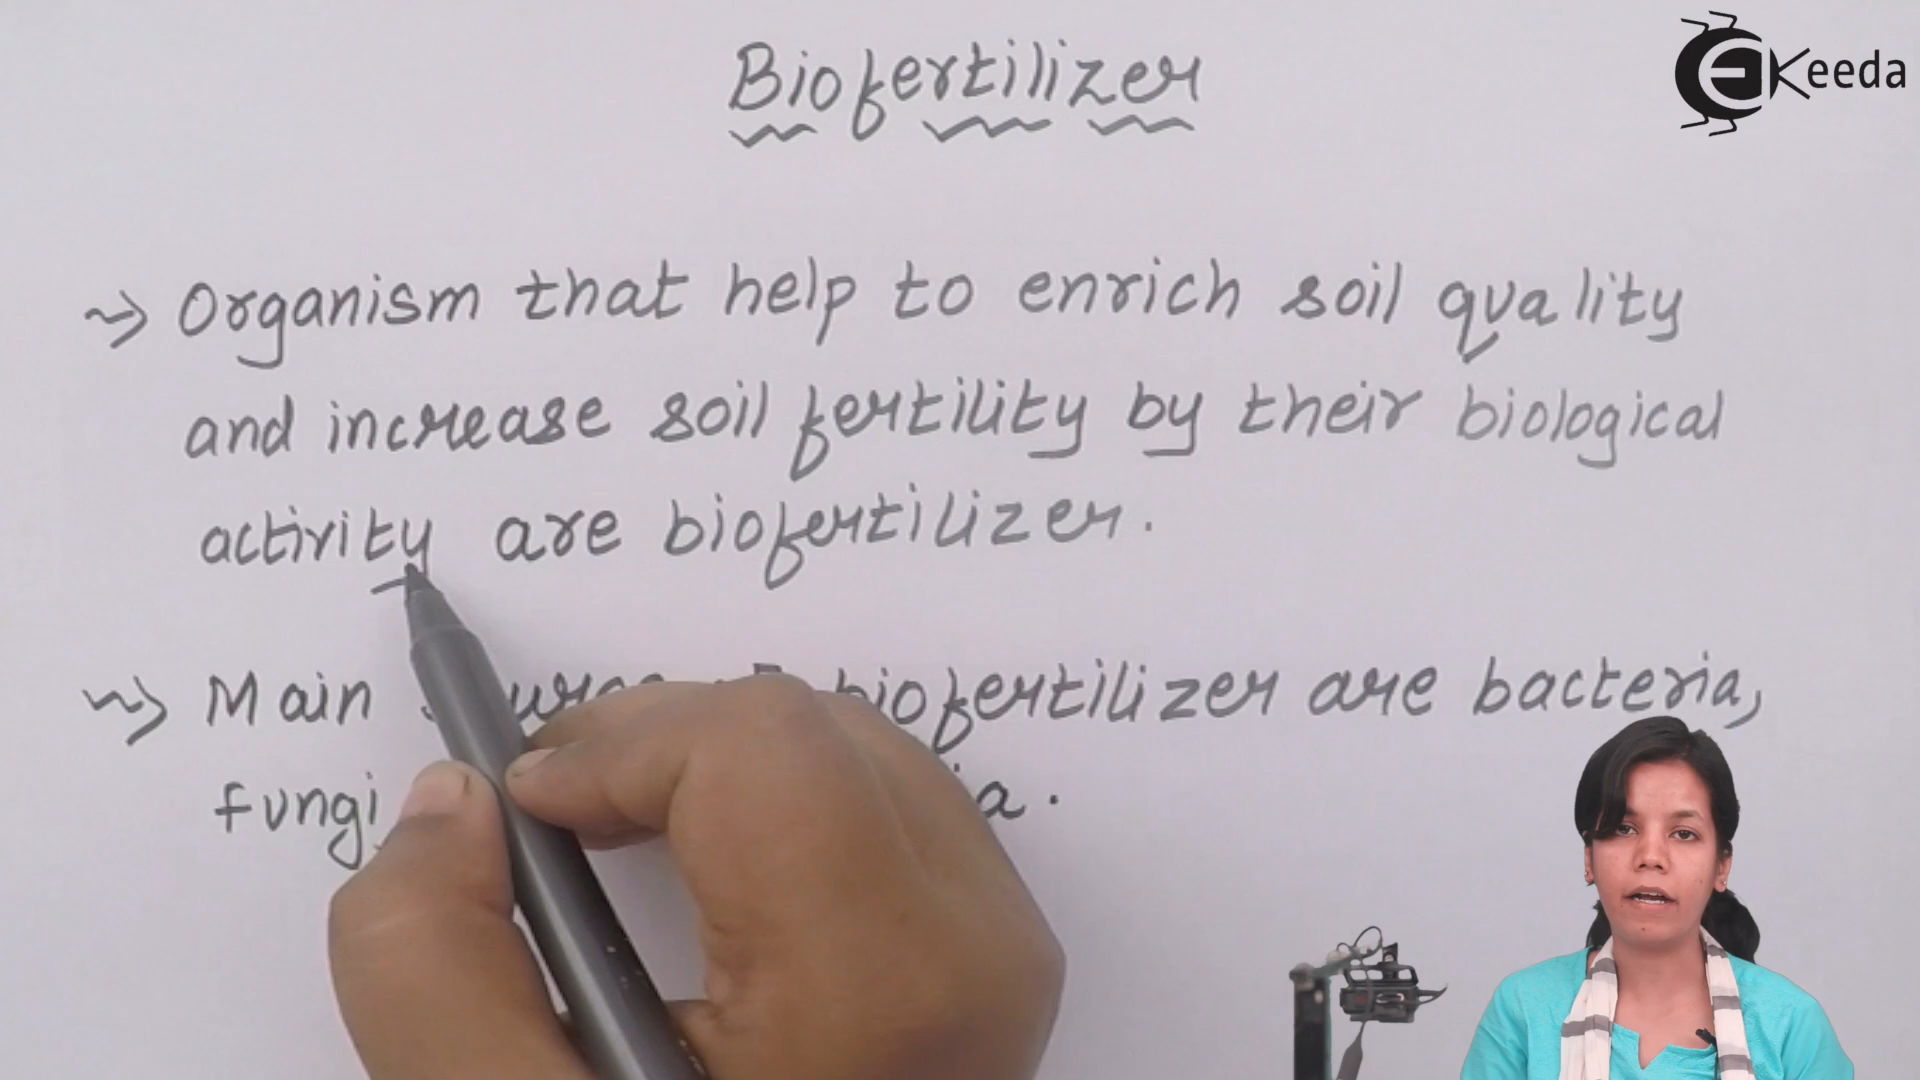 Biofertilizer
EKeeda
~> Organism that help to enrich soil quality
and increase soil fertility by their biological
activity are biofertilizer.
~> Main biofertilizer are bacteria,
fungi,